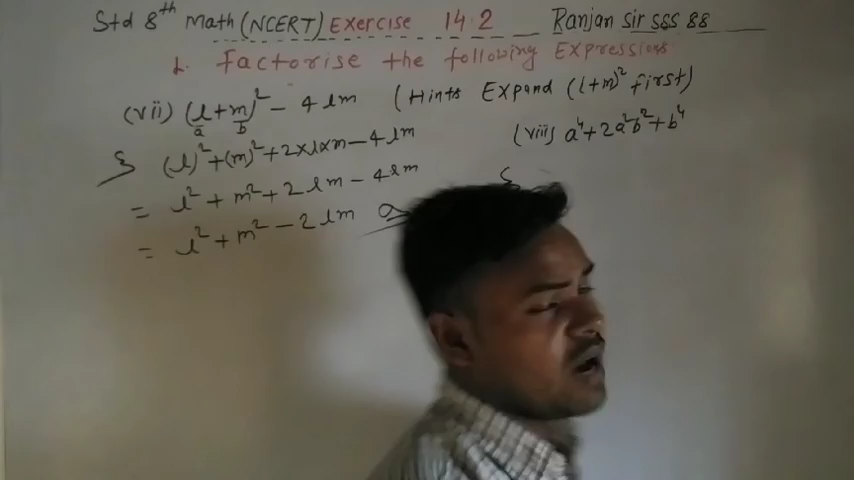 Std 8th Math (NCERT) Exercise 14.2 Ranjan sir sss 88
1. Factorise the following Expressions
(vii) (l+m)² - 4lm (Hints Expand (l+m)² first)
a b
(l)² + (m)² + 2×l×m - 4lm
= l² + m² + 2lm - 4lm
= l² + m² - 2lm
(viii) a⁴ + 2a²b² + b⁴